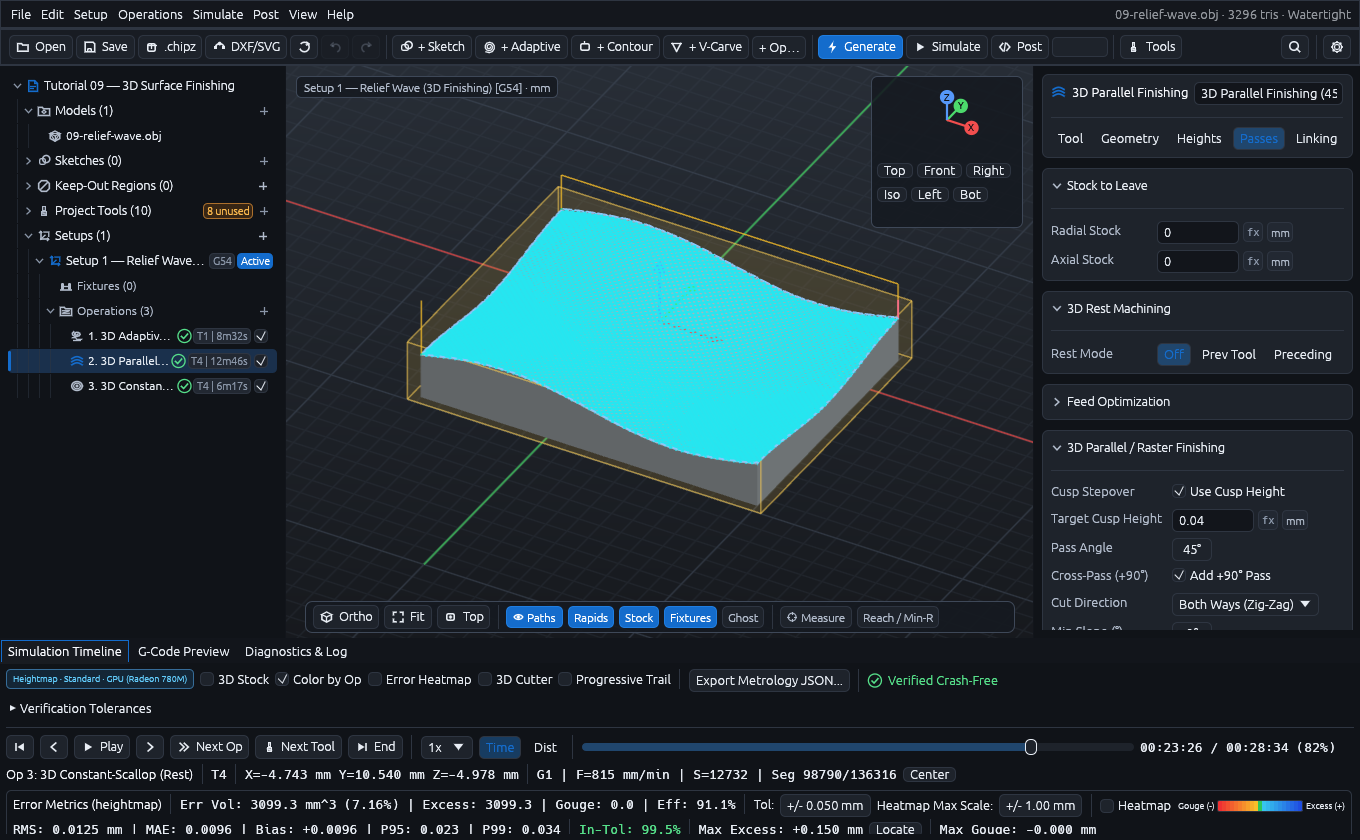 File Edit Setup Operations Simulate Post View Help 09-relief-wave.obj · 3296 tris · Watertight
Open Save .chipz DXF/SVG + Sketch + Adaptive + Contour + V-Carve + Op... Generate Simulate Post Tools
Tutorial 09 — 3D Surface Finishing
Models (1)
09-relief-wave.obj
Sketches (0)
Keep-Out Regions (0)
Project Tools (10) 8 unused
Setups (1)
Setup 1 — Relief Wave... G54 Active
Fixtures (0)
Operations (3)
1. 3D Adaptiv... T1 | 8m32s
2. 3D Parallel... T4 | 12m46s
3. 3D Constan... T4 | 6m17s
Setup 1 — Relief Wave (3D Finishing) [G54] · mm
Z Y X
Top Front Right
Iso Left Bot
Ortho Fit Top Paths Rapids Stock Fixtures Ghost Measure Reach / Min-R
3D Parallel Finishing 3D Parallel Finishing (45
Tool Geometry Heights Passes Linking
Stock to Leave
Radial Stock 0 fx mm
Axial Stock 0 fx mm
3D Rest Machining
Rest Mode Off Prev Tool Preceding
Feed Optimization
3D Parallel / Raster Finishing
Cusp Stepover Use Cusp Height
Target Cusp Height 0.04 fx mm
Pass Angle 45°
Cross-Pass (+90°) Add +90° Pass
Cut Direction Both Ways (Zig-Zag)
Simulation Timeline G-Code Preview Diagnostics & Log
Heightmap · Standard · GPU (Radeon 780M) 3D Stock Color by Op Error Heatmap 3D Cutter Progressive Trail Export Metrology JSON... Verified Crash-Free
Verification Tolerances
Play Next Op Next Tool End 1x Time Dist 00:23:26 / 00:28:34 (82%)
Op 3: 3D Constant-Scallop (Rest) T4 X=-4.743 mm Y=10.540 mm Z=-4.978 mm G1 | F=815 mm/min | S=12732 | Seg 98790/136316 Center
Error Metrics (heightmap) Err Vol: 3099.3 mm^3 (7.16%) | Excess: 3099.3 | Gouge: 0.0 | Eff: 91.1% Tol: +/- 0.050 mm Heatmap Max Scale: +/- 1.00 mm Heatmap Gouge (-) Excess (+)
RMS: 0.0125 mm | MAE: 0.0096 | Bias: +0.0096 | P95: 0.023 | P99: 0.034 In-Tol: 99.5% Max Excess: +0.150 mm Locate Max Gouge: -0.000 mm